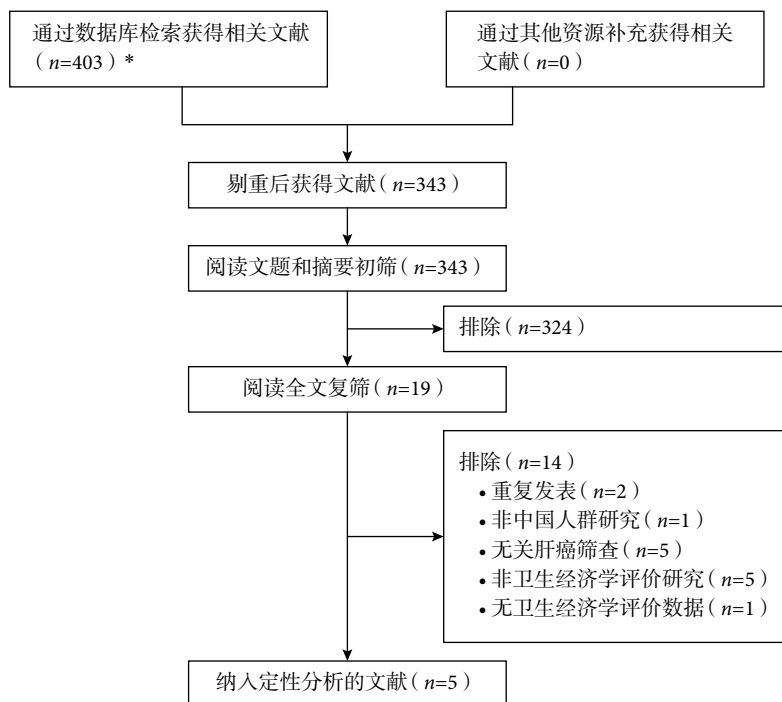 通过数据库检索获得相关文献
（n=403）*
通过其他资源补充获得相关
文献（n=0）
剔重后获得文献（n=343）
阅读文题和摘要初筛（n=343）
排除（n=324）
阅读全文复筛（n=19）
排除（n=14）
• 重复发表（n=2）
• 非中国人群研究（n=1）
• 无关肝癌筛查（n=5）
• 非卫生经济学评价研究（n=5）
• 无卫生经济学评价数据（n=1）
纳入定性分析的文献（n=5）